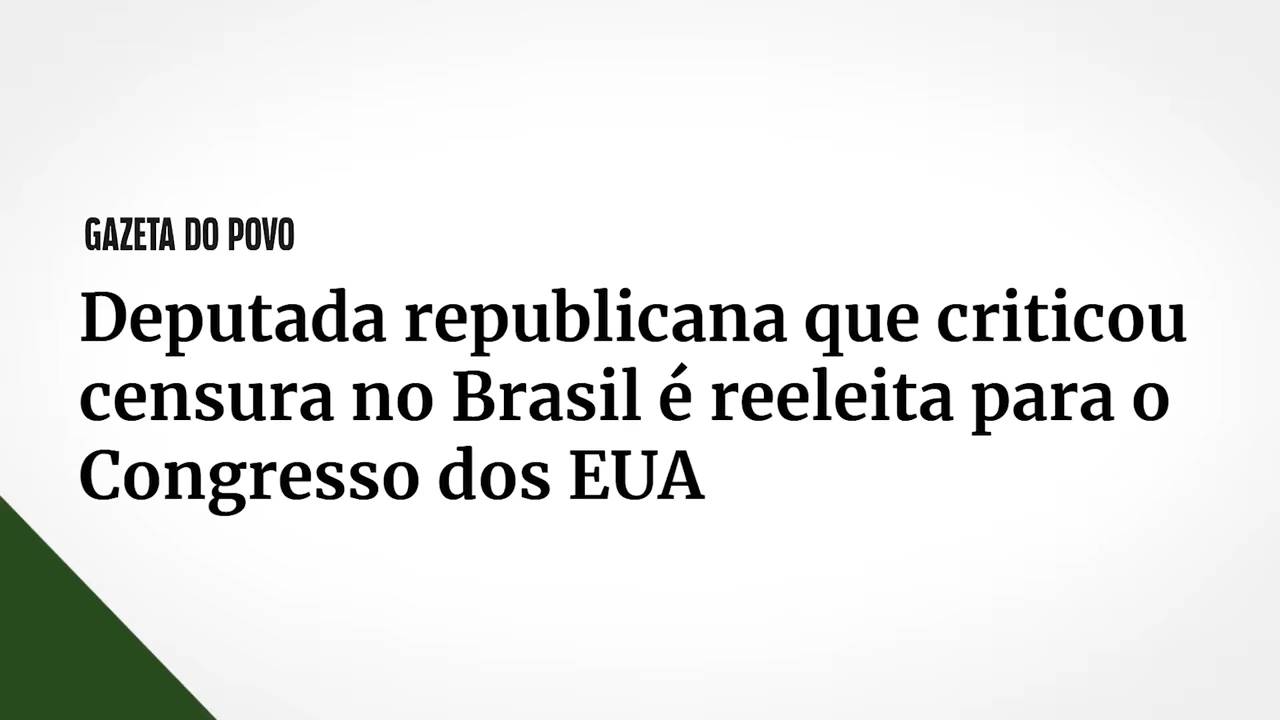 GAZETA DO POVO
Deputada republicana que criticou
censura no Brasil é reeleita para o
Congresso dos EUA